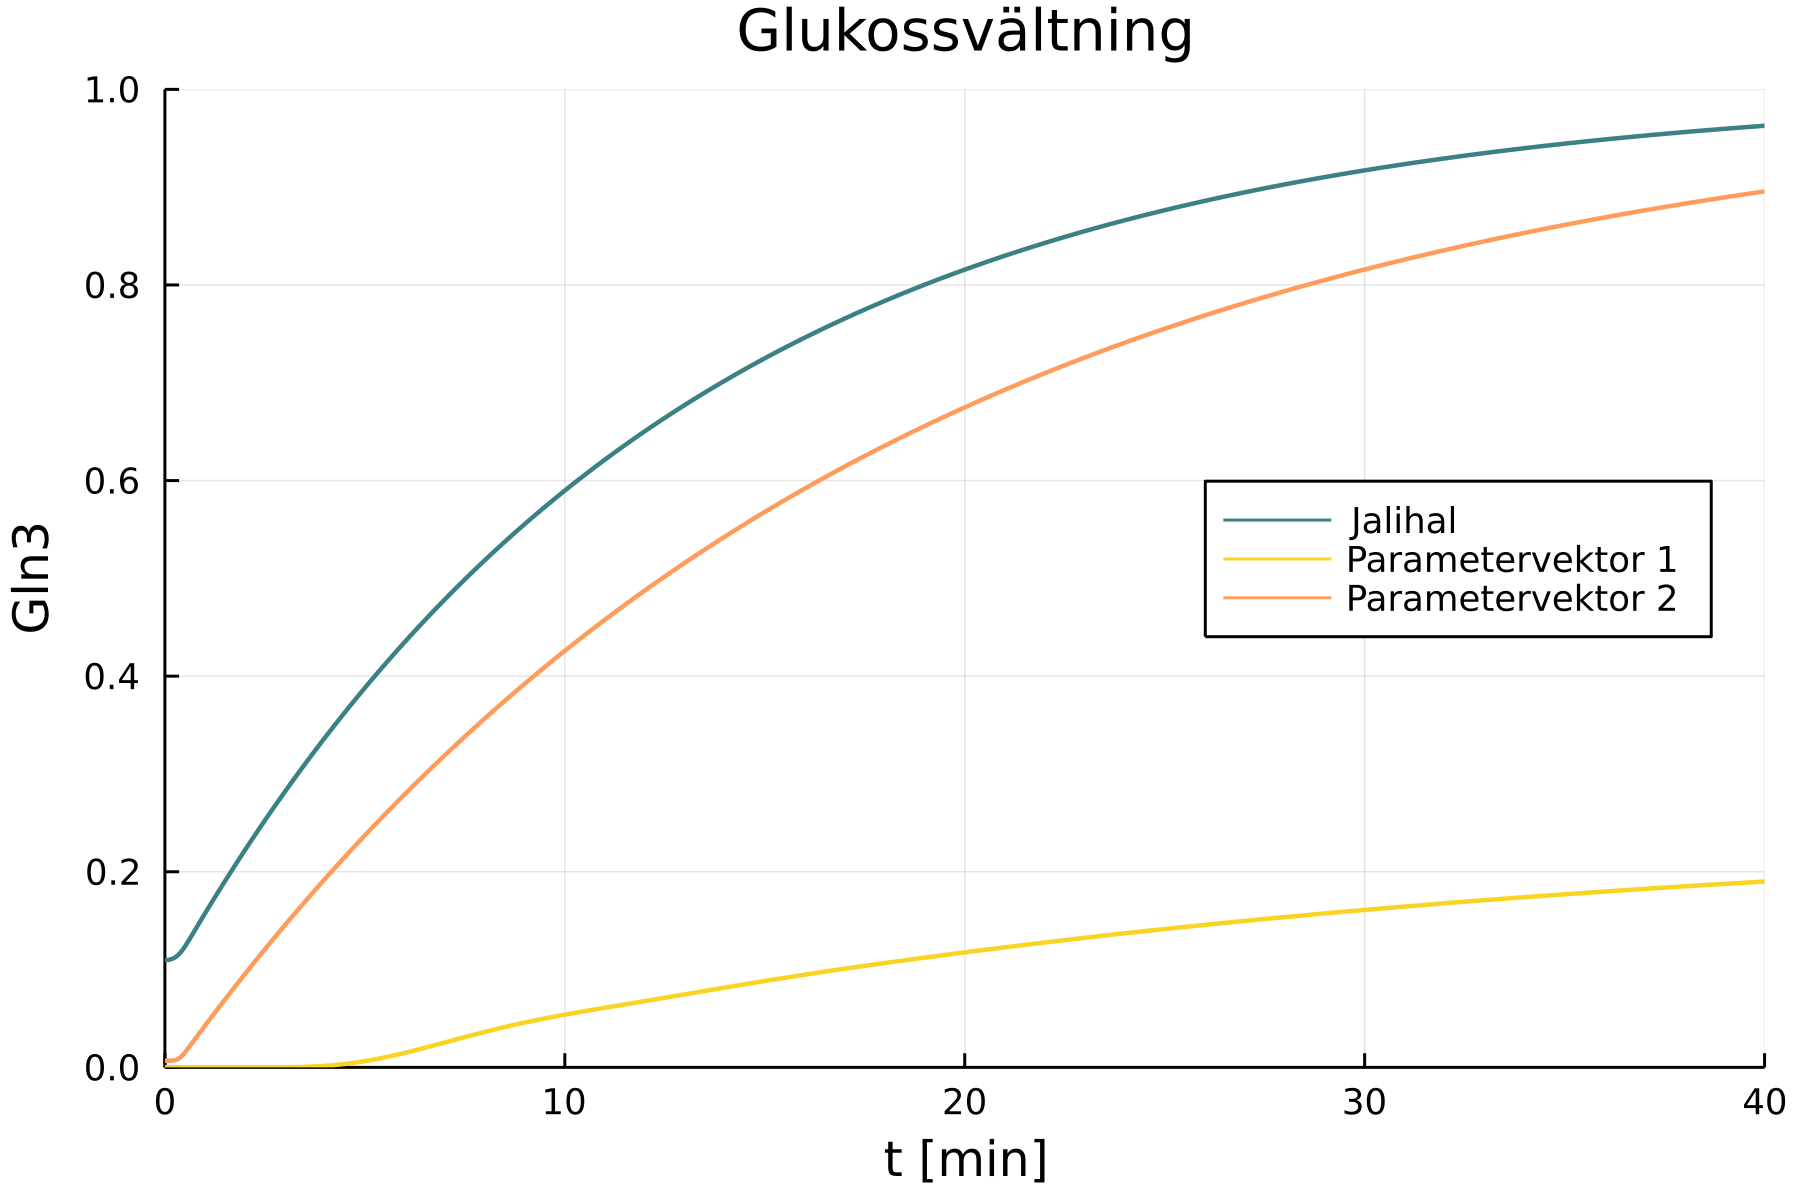 Glukossvältning
1.0
0.8
0.6
0.4
0.2
0.0
Gln3
Jalihal
Parametervektor 1
Parametervektor 2
0 10 20 30 40
t [min]